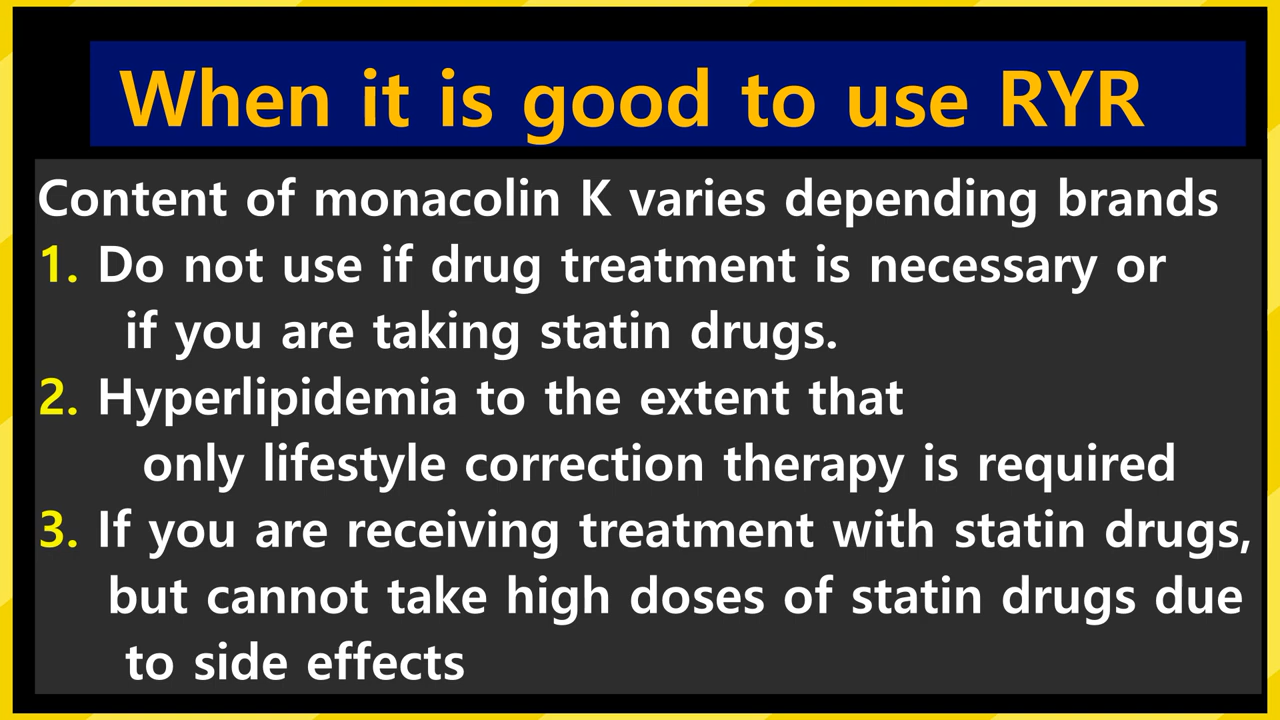 When it is good to use RYR
Content of monacolin K varies depending brands
1. Do not use if drug treatment is necessary or
if you are taking statin drugs.
2. Hyperlipidemia to the extent that
only lifestyle correction therapy is required
3. If you are receiving treatment with statin drugs,
but cannot take high doses of statin drugs due
to side effects